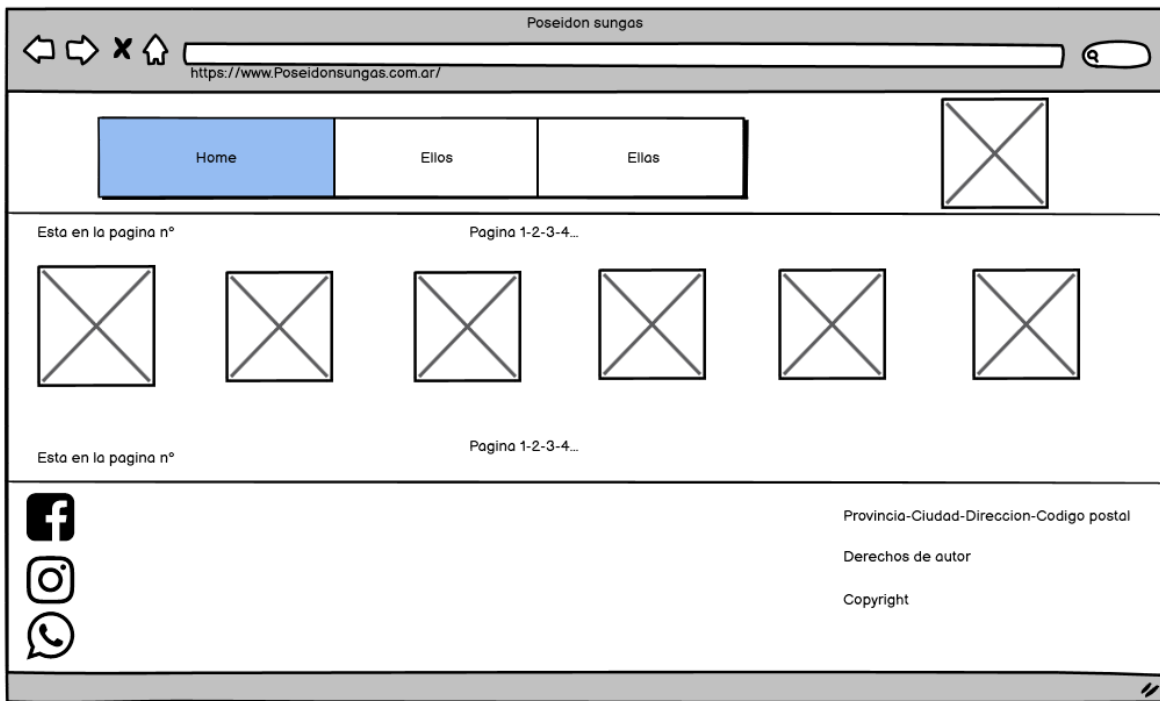 Poseidon sungas
https://www.Poseidonsungas.com.ar/
Home
Ellos
Ellas
Esta en la pagina n°
Pagina 1-2-3-4...
Pagina 1-2-3-4...
Esta en la pagina n°
Provincia-Ciudad-Direccion-Codigo postal
Derechos de autor
Copyright